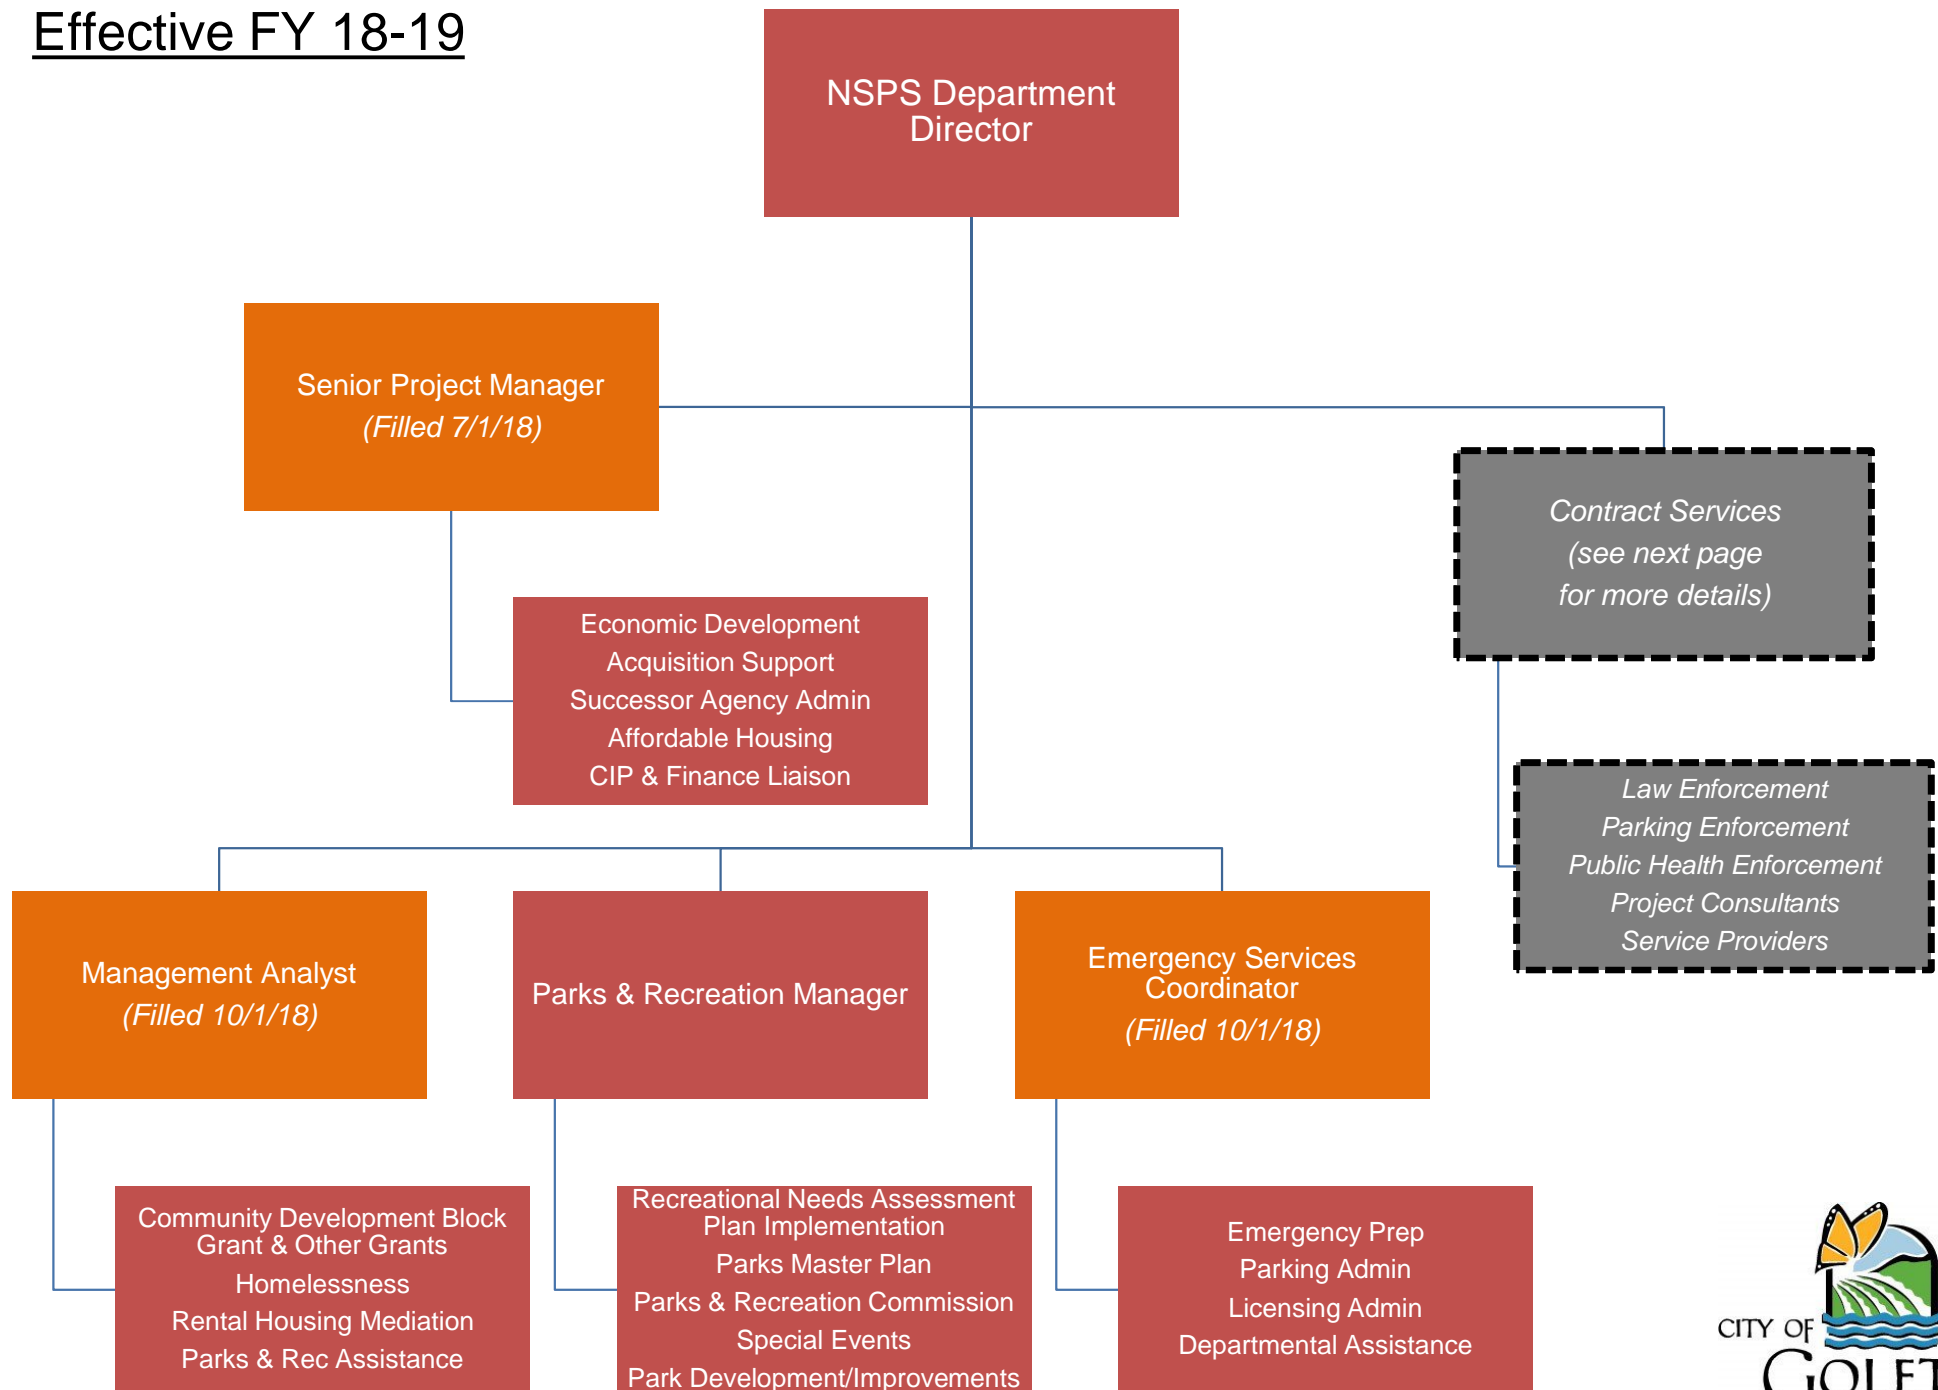 Effective FY 18-19
NSPS Department
Director
Senior Project Manager
(Filled 7/1/18)
Contract Services
(see next page
for more details)
Economic Development
Acquisition Support
Successor Agency Admin
Affordable Housing
CIP & Finance Liaison
Law Enforcement
Parking Enforcement
Public Health Enforcement
Project Consultants
Service Providers
Management Analyst
(Filled 10/1/18)
Parks & Recreation Manager
Emergency Services
Coordinator
(Filled 10/1/18)
Community Development Block
Grant & Other Grants
Homelessness
Rental Housing Mediation
Parks & Rec Assistance
Recreational Needs Assessment
Plan Implementation
Parks Master Plan
Parks & Recreation Commission
Special Events
Park Development/Improvements
Emergency Prep
Parking Admin
Licensing Admin
Departmental Assistance
CITY OF
GOLET